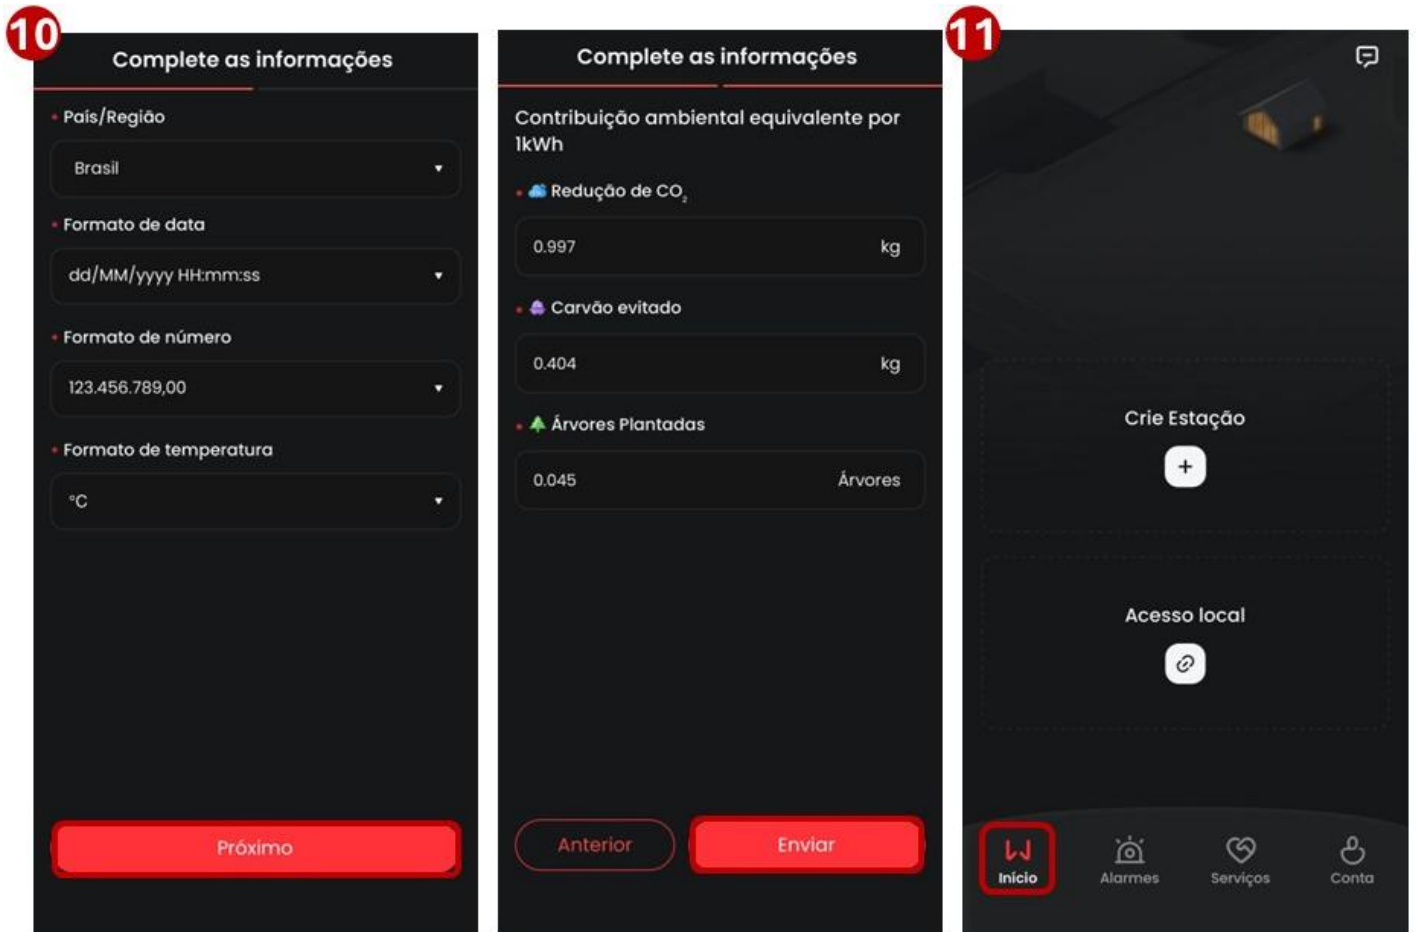 10
Complete as informações
• País/Região
Brasil
• Formato de data
dd/MM/yyyy HH:mm:ss
• Formato de número
123.456.789,00
• Formato de temperatura
°C
Próximo
Complete as informações
Contribuição ambiental equivalente por
1kWh
• Redução de CO₂
0.997 kg
• Carvão evitado
0.404 kg
• Árvores Plantadas
0.045 Árvores
Anterior Enviar
11
Crie Estação
Acesso local
Início Alarmes Serviços Conta